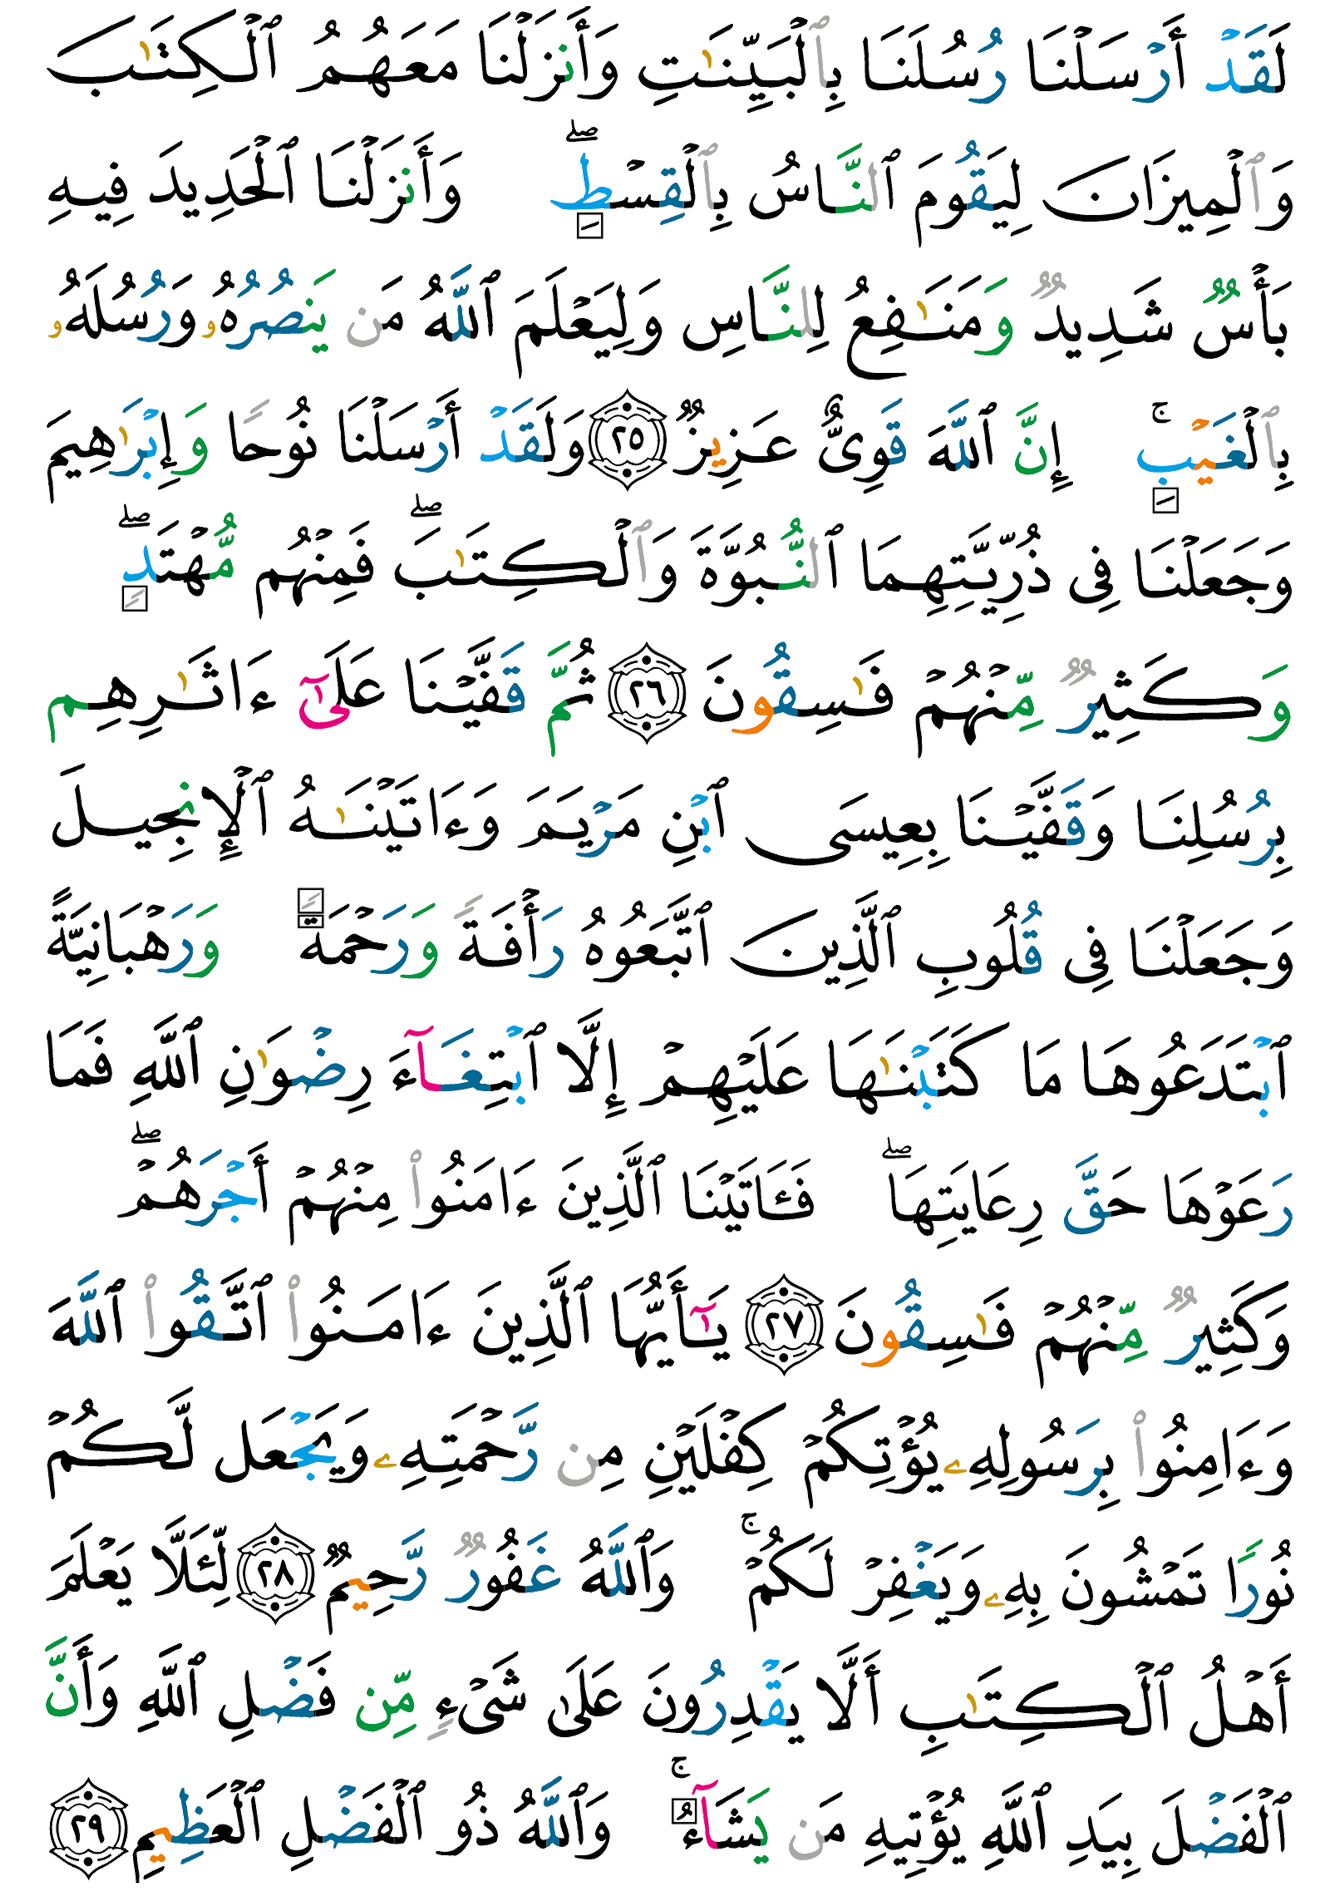 لَقَدْ أَرْسَلْنَا رُسُلَنَا بِٱلْبَيِّنَـٰتِ وَأَنزَلْنَا مَعَهُمُ ٱلْكِتَـٰبَ
وَٱلْمِيزَانَ لِيَقُومَ ٱلنَّاسُ بِٱلْقِسْطِ ۖ وَأَنزَلْنَا ٱلْحَدِيدَ فِيهِ
بَأْسٌ شَدِيدٌ وَمَنَـٰفِعُ لِلنَّاسِ وَلِيَعْلَمَ ٱللَّهُ مَن يَنصُرُهُۥ وَرُسُلَهُۥ
بِٱلْغَيْبِ ۚ إِنَّ ٱللَّهَ قَوِىٌّ عَزِيزٌ ٢٥ وَلَقَدْ أَرْسَلْنَا نُوحًا وَإِبْرَٰهِيمَ
وَجَعَلْنَا فِى ذُرِّيَّتِهِمَا ٱلنُّبُوَّةَ وَٱلْكِتَـٰبَ ۖ فَمِنْهُم مُّهْتَدٍ ۖ
وَكَثِيرٌ مِّنْهُمْ فَـٰسِقُونَ ٢٦ ثُمَّ قَفَّيْنَا عَلَىٰٓ ءَاثَـٰرِهِم
بِرُسُلِنَا وَقَفَّيْنَا بِعِيسَى ٱبْنِ مَرْيَمَ وَءَاتَيْنَـٰهُ ٱلْإِنجِيلَ
وَجَعَلْنَا فِى قُلُوبِ ٱلَّذِينَ ٱتَّبَعُوهُ رَأْفَةً وَرَحْمَةً وَرَهْبَانِيَّةً
ٱبْتَدَعُوهَا مَا كَتَبْنَـٰهَا عَلَيْهِمْ إِلَّا ٱبْتِغَآءَ رِضْوَٰنِ ٱللَّهِ فَمَا
رَعَوْهَا حَقَّ رِعَايَتِهَا ۖ فَـَٔاتَيْنَا ٱلَّذِينَ ءَامَنُوا۟ مِنْهُمْ أَجْرَهُمْ ۖ
وَكَثِيرٌ مِّنْهُمْ فَـٰسِقُونَ ٢٧ يَـٰٓأَيُّهَا ٱلَّذِينَ ءَامَنُوا۟ ٱتَّقُوا۟ ٱللَّهَ
وَءَامِنُوا۟ بِرَسُولِهِۦ يُؤْتِكُمْ كِفْلَيْنِ مِن رَّحْمَتِهِۦ وَيَجْعَل لَّكُمْ
نُورًا تَمْشُونَ بِهِۦ وَيَغْفِرْ لَكُمْ ۚ وَٱللَّهُ غَفُورٌ رَّحِيمٌ ٢٨ لِّئَلَّا يَعْلَمَ
أَهْلُ ٱلْكِتَـٰبِ أَلَّا يَقْدِرُونَ عَلَىٰ شَىْءٍ مِّن فَضْلِ ٱللَّهِ وَأَنَّ
ٱلْفَضْلَ بِيَدِ ٱللَّهِ يُؤْتِيهِ مَن يَشَآءُ ۚ وَٱللَّهُ ذُو ٱلْفَضْلِ ٱلْعَظِيمِ ٢٩